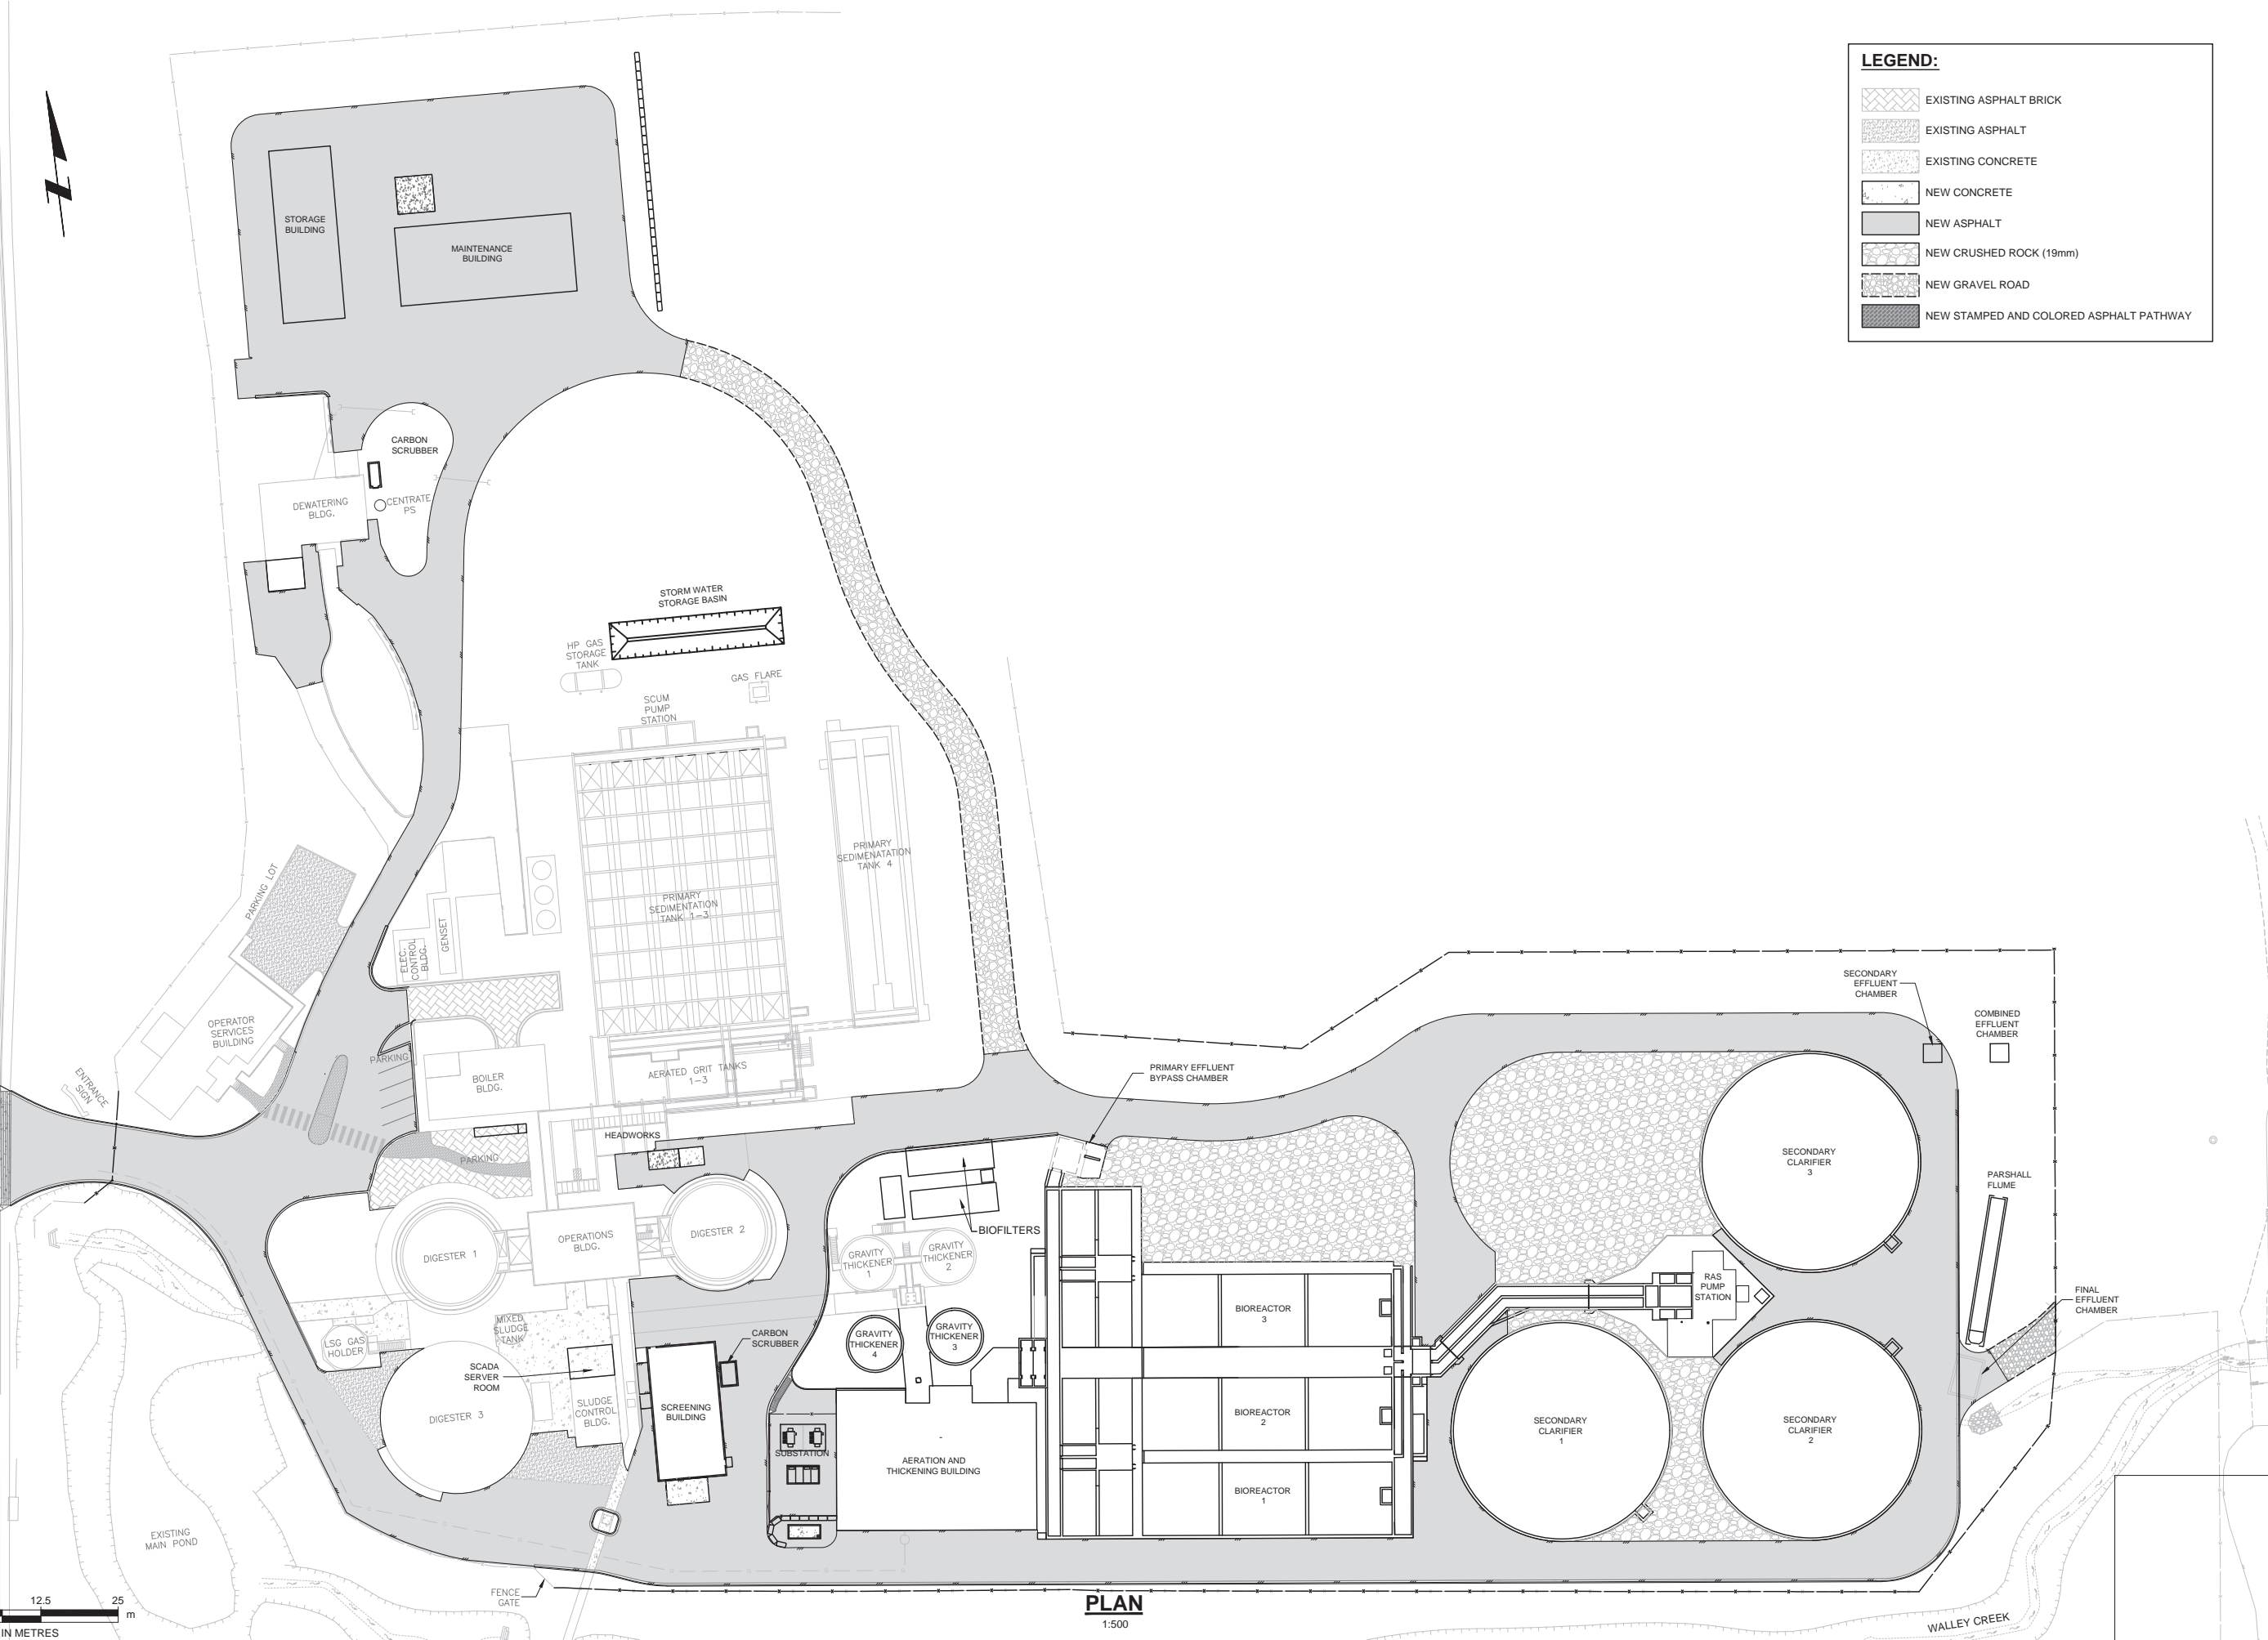 LEGEND:
EXISTING ASPHALT BRICK
EXISTING ASPHALT
EXISTING CONCRETE
NEW CONCRETE
NEW ASPHALT
NEW CRUSHED ROCK (19mm)
NEW GRAVEL ROAD
NEW STAMPED AND COLORED ASPHALT PATHWAY
STORAGE
BUILDING
MAINTENANCE
BUILDING
CARBON
SCRUBBER
DEWATERING
BLDG.
CENTRATE
PS
STORM WATER
STORAGE BASIN
HP GAS
STORAGE
TANK
GAS FLARE
SCUM
PUMP
STATION
PRIMARY
SEDIMENATATION
TANK 4
PRIMARY
SEDIMENTATION
TANK 1-3
PARKING LOT
GENSET
ELEC.
CONTROL
BLDG.
OPERATOR
SERVICES
BUILDING
PARKING
ENTRANCE
SIGN
BOILER
BLDG.
AERATED GRIT TANKS
1-3
PRIMARY EFFLUENT
BYPASS CHAMBER
SECONDARY
EFFLUENT
CHAMBER
COMBINED
EFFLUENT
CHAMBER
HEADWORKS
PARKING
SECONDARY
CLARIFIER
3
PARSHALL
FLUME
DIGESTER 1
OPERATIONS
BLDG.
DIGESTER 2
BIOFILTERS
GRAVITY
THICKENER
1
GRAVITY
THICKENER
2
RAS
PUMP
STATION
FINAL
EFFLUENT
CHAMBER
BIOREACTOR
3
LSG GAS
HOLDER
MIXED
SLUDGE
TANK
CARBON
SCRUBBER
GRAVITY
THICKENER
4
GRAVITY
THICKENER
3
SCADA
SERVER
ROOM
DIGESTER 3
SLUDGE
CONTROL
BLDG.
SCREENING
BUILDING
BIOREACTOR
2
SECONDARY
CLARIFIER
1
SECONDARY
CLARIFIER
2
SUBSTATION
AERATION AND
THICKENING BUILDING
BIOREACTOR
1
EXISTING
MAIN POND
FENCE
GATE
12.5 25
m
IN METRES
PLAN
1:500
WALLEY CREEK